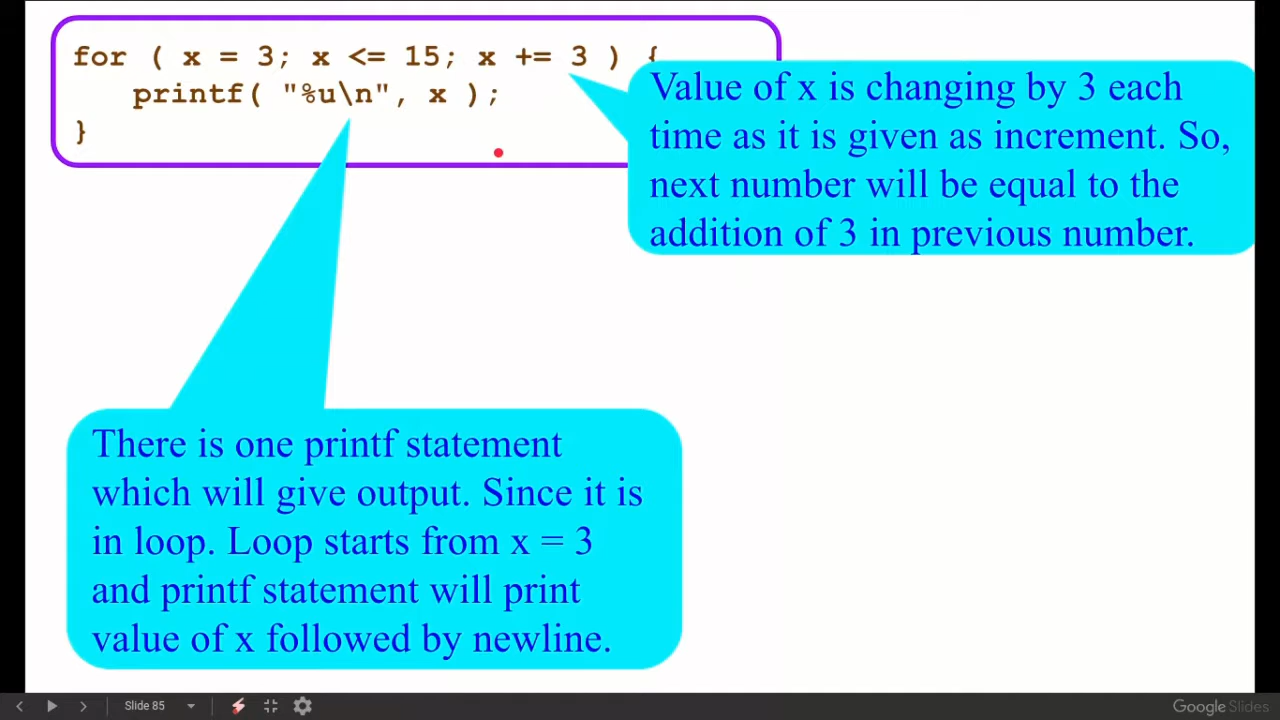 for ( x = 3; x <= 15; x += 3 ) {
printf( "%u\n", x );
}
Value of x is changing by 3 each
time as it is given as increment. So,
next number will be equal to the
addition of 3 in previous number.
There is one printf statement
which will give output. Since it is
in loop. Loop starts from x = 3
and printf statement will print
value of x followed by newline.
Slide 85
Google Slides